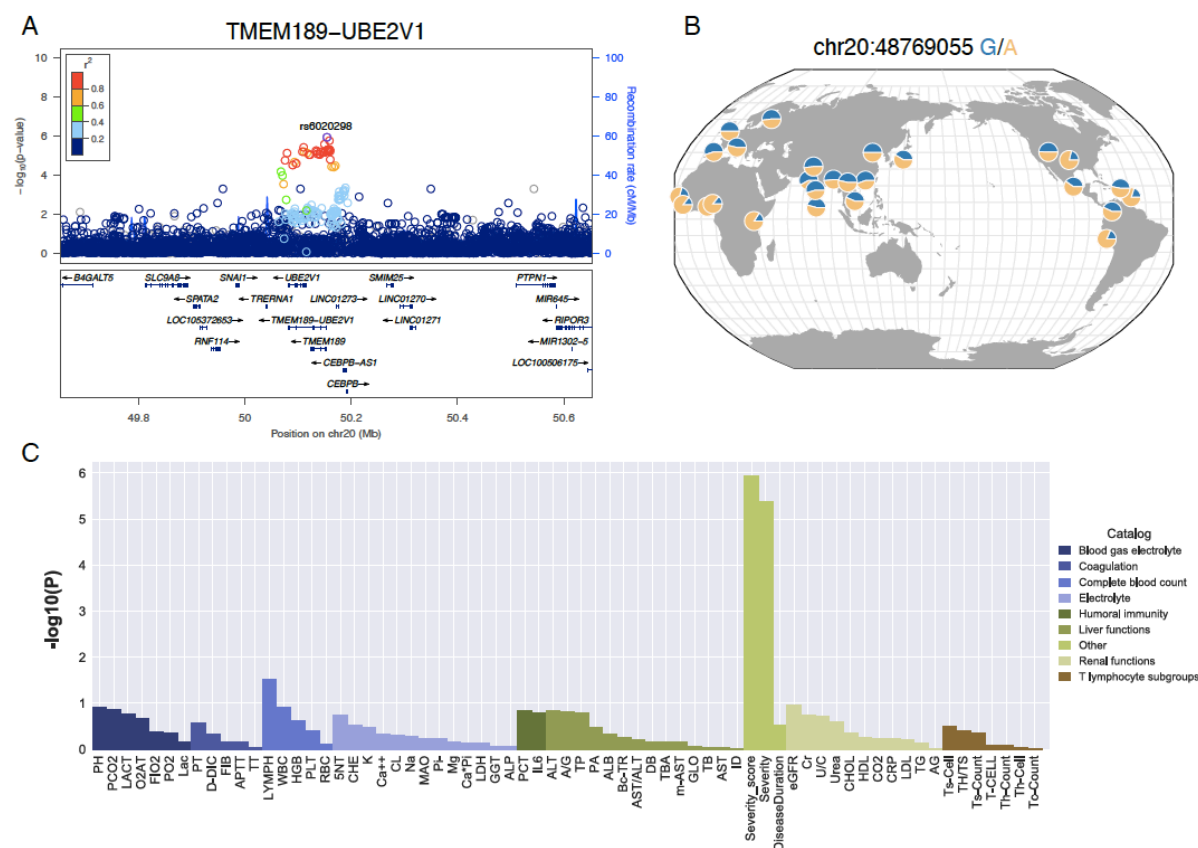 A
TMEM189−UBE2V1
10
8
6
4
2
0
−log10(p−value)
100
80
60
40
20
0
Recombination rate (cM/Mb)
r2
0.8
0.6
0.4
0.2
rs6020298
B4GALT5 SLC9A8 SNAI1 UBE2V1 SMIM25 PTPN1
SPATA2 TRERNA1 LINC01273 LINC01270 MIR645
LOC105372653 TMEM189−UBE2V1 LINC01271 RIPOR3
RNF114 TMEM189 MIR1302−5
CEBPB−AS1 LOC100506175
CEBPB
49.8 50 50.2 50.4 50.6
Position on chr20 (Mb)
B
chr20:48769055 G/A
C
-log10(P)
6
5
4
3
2
1
0
PH PCO2 LACT O2AT FIO2 PO2 Lac PT D-DIC FIB APTT TT LYMPH WBC HGB PLT RBC 5NT CHE K Ca++ CL Na MAO Pi- Mg Ca*Pi LDH GGT ALP PCT IL6 ALT A/G TP PA ALB Bc-TR AST/ALT DB TBA m-AST GLO TB AST ID Severity_score Severity DiseaseDuration eGFR Cr U/C Urea CHOL HDL CO2 CRP LDL TG AG Ts-Cell TH/TS Ts-Count T-CELL Th-Count Th-Cell Tc-Count
Catalog
Blood gas electrolyte
Coagulation
Complete blood count
Electrolyte
Humoral immunity
Liver functions
Other
Renal functions
T lymphocyte subgroups